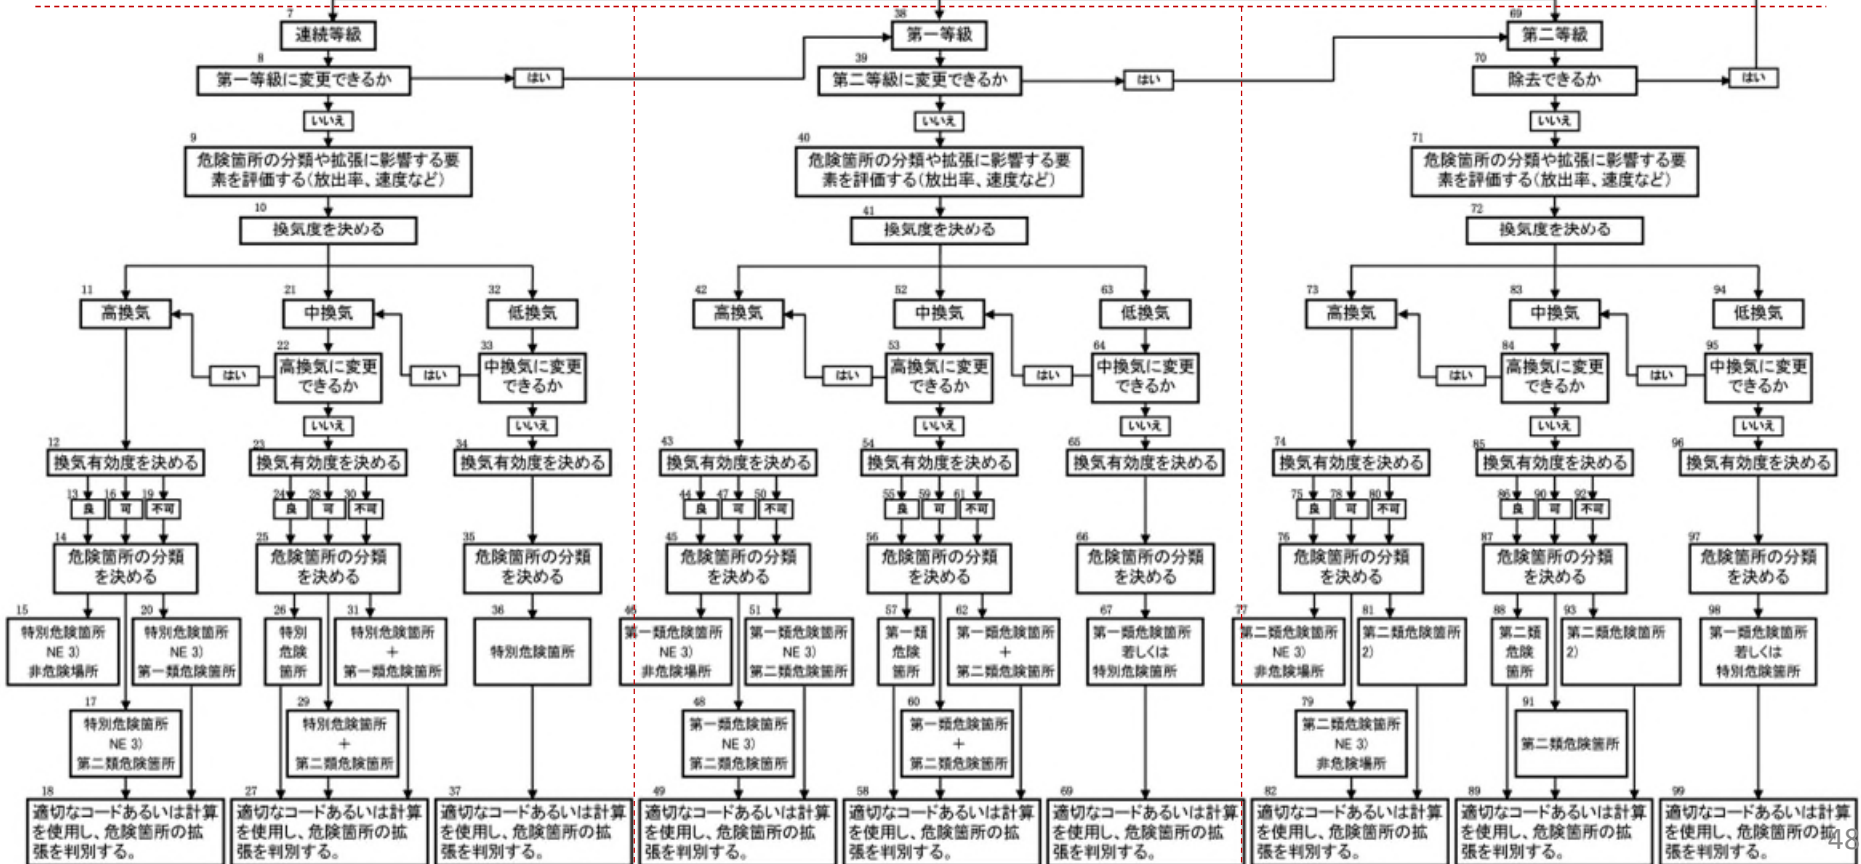 7
連続等級
8
第一等級に変更できるか
はい
いいえ
9
危険箇所の分類や拡張に影響する要
素を評価する(放出率、速度など)
10
換気度を決める
11
高換気
21
中換気
32
低換気
22
高換気に変更
できるか
はい
33
中換気に変更
できるか
はい
いいえ
いいえ
12
換気有効度を決める
23
換気有効度を決める
34
換気有効度を決める
13
良
16
可
19
不可
24
良
28
可
30
不可
14
危険箇所の分類
を決める
25
危険箇所の分類
を決める
35
危険箇所の分類
を決める
15
特別危険箇所
NE 3)
非危険場所
20
特別危険箇所
NE 3)
第一類危険箇所
26
特別
危険
箇所
31
特別危険箇所
+
第一類危険箇所
36
特別危険箇所
17
特別危険箇所
NE 3)
第二類危険箇所
29
特別危険箇所
+
第二類危険箇所
18
適切なコードあるいは計算
を使用し、危険箇所の拡
張を判別する。
27
適切なコードあるいは計算
を使用し、危険箇所の拡
張を判別する。
37
適切なコードあるいは計算
を使用し、危険箇所の拡
張を判別する。
38
第一等級
39
第二等級に変更できるか
はい
いいえ
40
危険箇所の分類や拡張に影響する要
素を評価する(放出率、速度など)
41
換気度を決める
42
高換気
52
中換気
63
低換気
53
高換気に変更
できるか
はい
64
中換気に変更
できるか
はい
いいえ
いいえ
43
換気有効度を決める
54
換気有効度を決める
65
換気有効度を決める
44
良
47
可
50
不可
55
良
59
可
61
不可
45
危険箇所の分類
を決める
56
危険箇所の分類
を決める
66
危険箇所の分類
を決める
46
第一類危険箇所
NE 3)
非危険場所
51
第一類危険箇所
NE 3)
第二類危険箇所
57
第一類
危険
箇所
62
第一類危険箇所
+
第二類危険箇所
67
第一類危険箇所
若しくは
特別危険箇所
48
第一類危険箇所
NE 3)
第二類危険箇所
60
第一類危険箇所
+
第二類危険箇所
49
適切なコードあるいは計算
を使用し、危険箇所の拡
張を判別する。
58
適切なコードあるいは計算
を使用し、危険箇所の拡
張を判別する。
69
適切なコードあるいは計算
を使用し、危険箇所の拡
張を判別する。
69
第二等級
70
除去できるか
はい
いいえ
71
危険箇所の分類や拡張に影響する要
素を評価する(放出率、速度など)
72
換気度を決める
73
高換気
83
中換気
94
低換気
84
高換気に変更
できるか
はい
95
中換気に変更
できるか
はい
いいえ
いいえ
74
換気有効度を決める
85
換気有効度を決める
96
換気有効度を決める
75
良
78
可
80
不可
86
良
90
可
92
不可
76
危険箇所の分類
を決める
87
危険箇所の分類
を決める
97
危険箇所の分類
を決める
77
第二類危険箇所
NE 3)
非危険場所
81
第二類危険箇所
2)
88
第二類
危険
箇所
93
第二類危険箇所
2)
98
第一類危険箇所
若しくは
特別危険箇所
79
第二類危険箇所
NE 3)
非危険場所
91
第二類危険箇所
82
適切なコードあるいは計算
を使用し、危険箇所の拡
張を判別する。
89
適切なコードあるいは計算
を使用し、危険箇所の拡
張を判別する。
99
適切なコードあるいは計算
を使用し、危険箇所の拡
張を判別する。
48